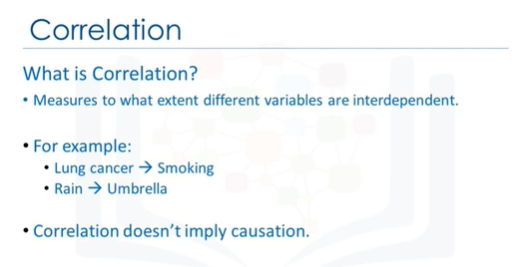 Correlation
What is Correlation?
• Measures to what extent different variables are interdependent.
• For example:
• Lung cancer → Smoking
• Rain → Umbrella
• Correlation doesn't imply causation.